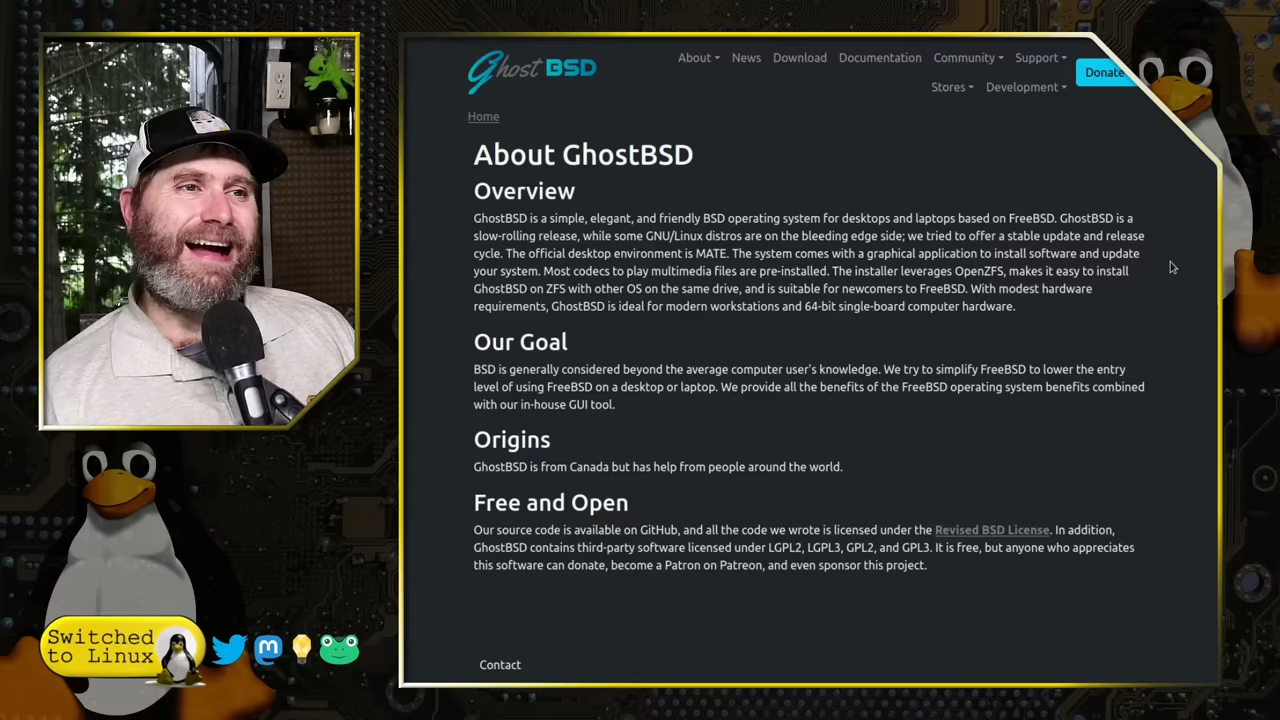 Ghost BSD
About
News
Download
Documentation
Community
Support
Stores
Development
Donate
Home
About GhostBSD
Overview
GhostBSD is a simple, elegant, and friendly BSD operating system for desktops and laptops based on FreeBSD. GhostBSD is a
slow-rolling release, while some GNU/Linux distros are on the bleeding edge side; we tried to offer a stable update and release
cycle. The official desktop environment is MATE. The system comes with a graphical application to install software and update
your system. Most codecs to play multimedia files are pre-installed. The installer leverages OpenZFS, makes it easy to install
GhostBSD on ZFS with other OS on the same drive, and is suitable for newcomers to FreeBSD. With modest hardware
requirements, GhostBSD is ideal for modern workstations and 64-bit single-board computer hardware.
Our Goal
BSD is generally considered beyond the average computer user's knowledge. We try to simplify FreeBSD to lower the entry
level of using FreeBSD on a desktop or laptop. We provide all the benefits of the FreeBSD operating system benefits combined
with our in-house GUI tool.
Origins
GhostBSD is from Canada but has help from people around the world.
Free and Open
Our source code is available on GitHub, and all the code we wrote is licensed under the Revised BSD License. In addition,
GhostBSD contains third-party software licensed under LGPL2, LGPL3, GPL2, and GPL3. It is free, but anyone who appreciates
this software can donate, become a Patron on Patreon, and even sponsor this project.
Contact
Switched
to Linux